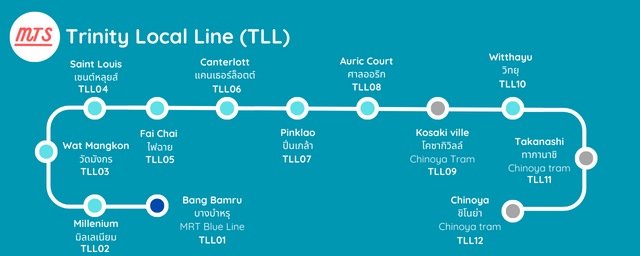 MTS
Trinity Local Line (TLL)
Saint Louis
เซนต์หลุยส์
TLL04
Canterlott
แคนเธอร์ล็อตต์
TLL06
Auric Court
ศาลออริก
TLL08
Witthayu
วิทยุ
TLL10
Wat Mangkon
วัดมังกร
TLL03
Fai Chai
ไฟฉาย
TLL05
Pinklao
ปิ่นเกล้า
TLL07
Kosaki ville
โคซากิวิลล์
Chinoya Tram
TLL09
Takanashi
ทากานาชิ
Chinoya tram
TLL11
Millenium
มิลเลเนียม
TLL02
Bang Bamru
บางบำหรุ
MRT Blue Line
TLL01
Chinoya
ชิโนย่า
Chinoya tram
TLL12